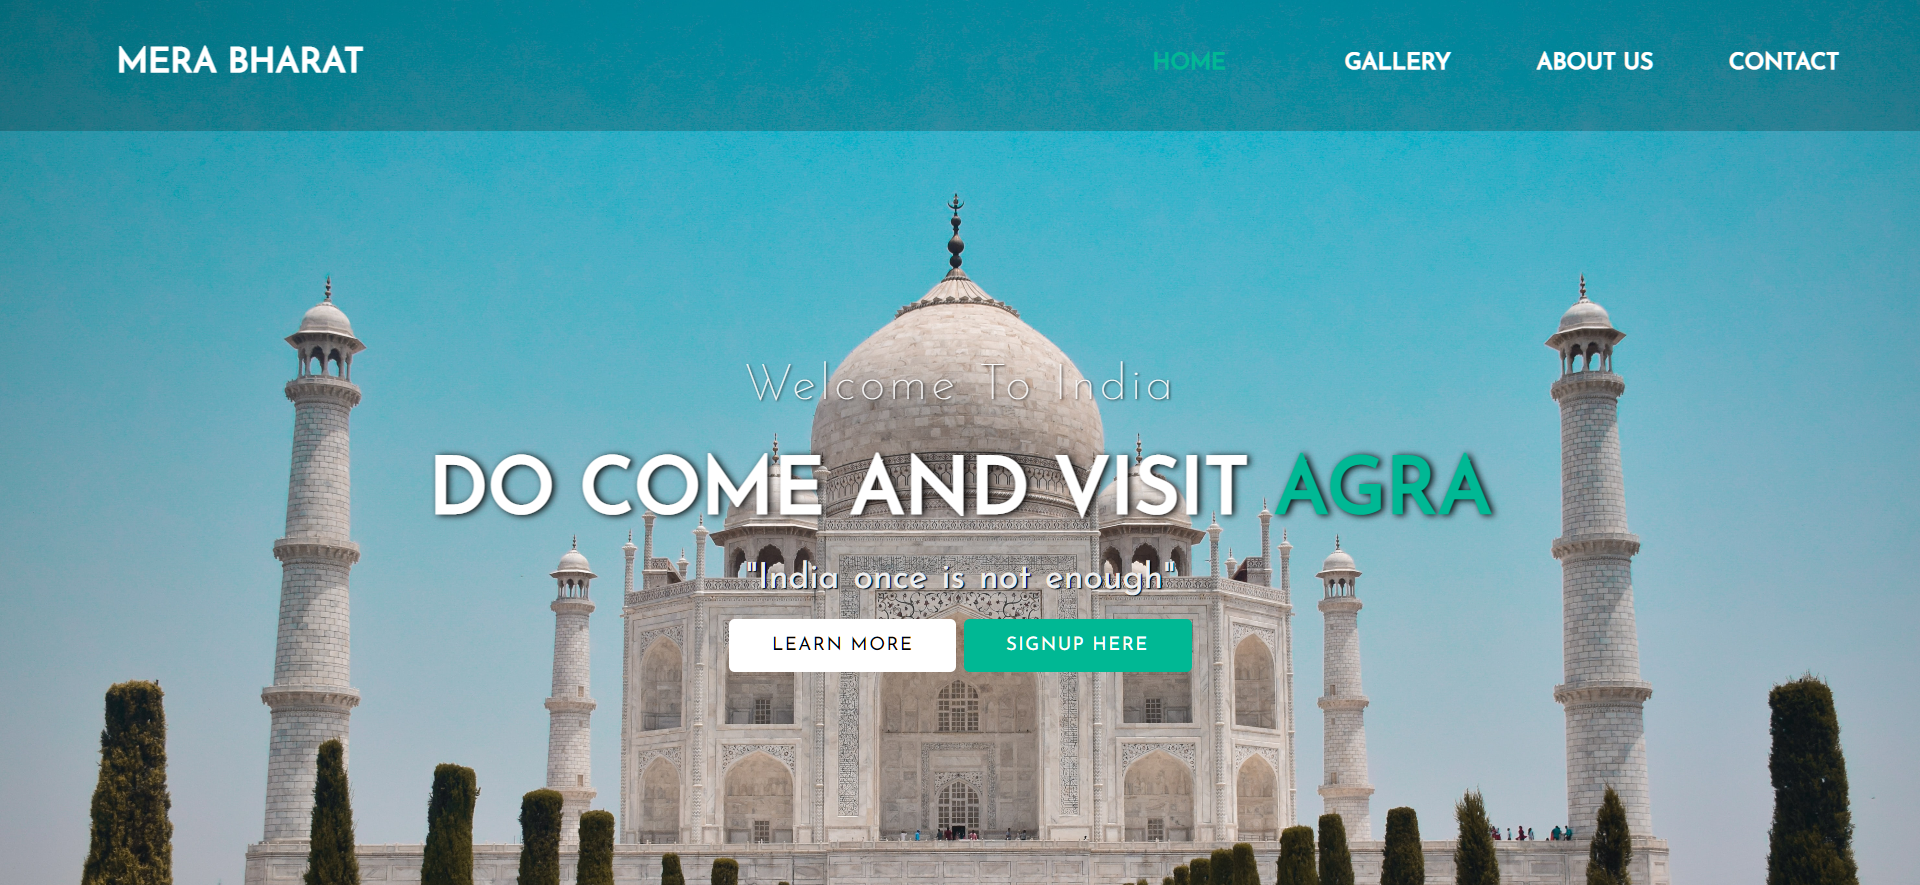 MERA BHARAT
HOME GALLERY ABOUT US CONTACT
Welcome To India
DO COME AND VISIT AGRA
"India once is not enough"
LEARN MORE SIGNUP HERE